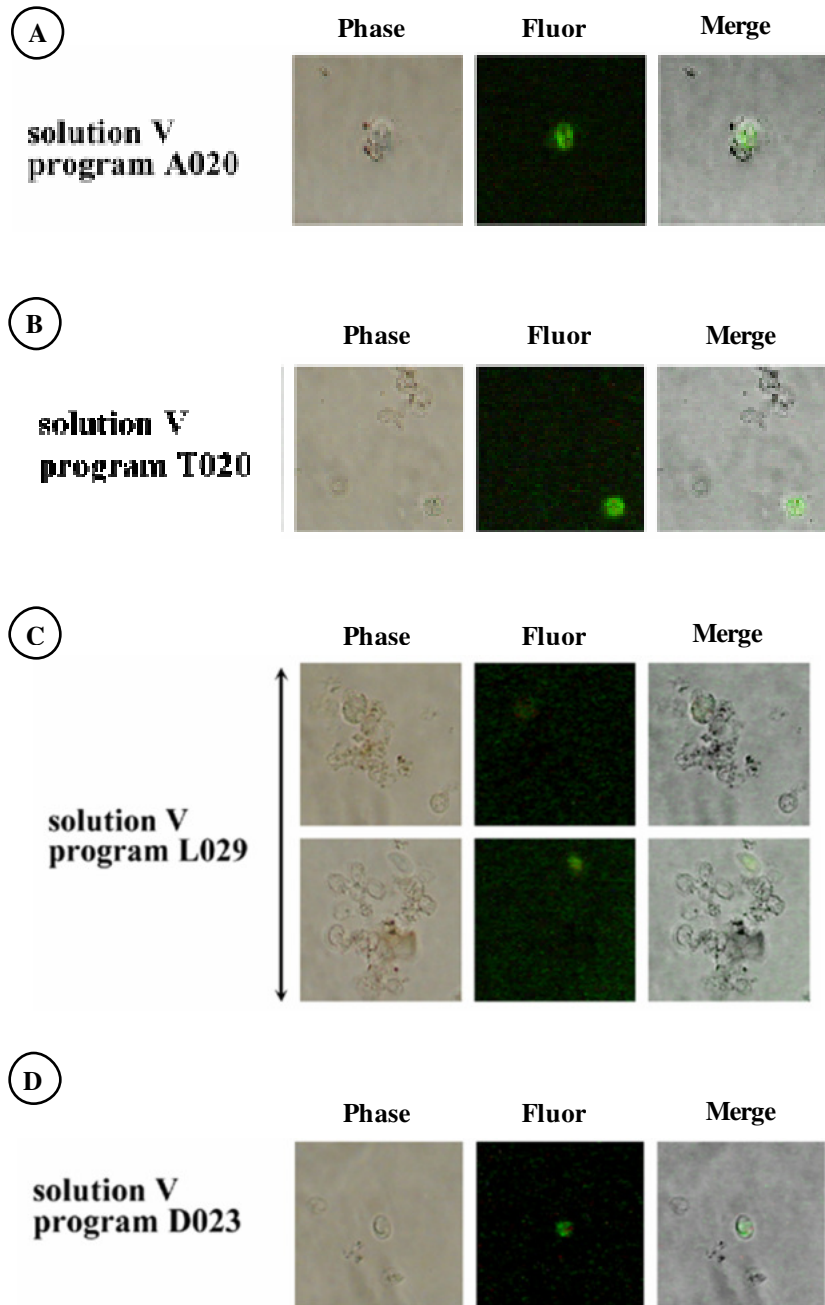 A
Phase Fluor Merge
solution V
program A020
B
Phase Fluor Merge
solution V
program T020
C
Phase Fluor Merge
solution V
program L029
D
Phase Fluor Merge
solution V
program D023